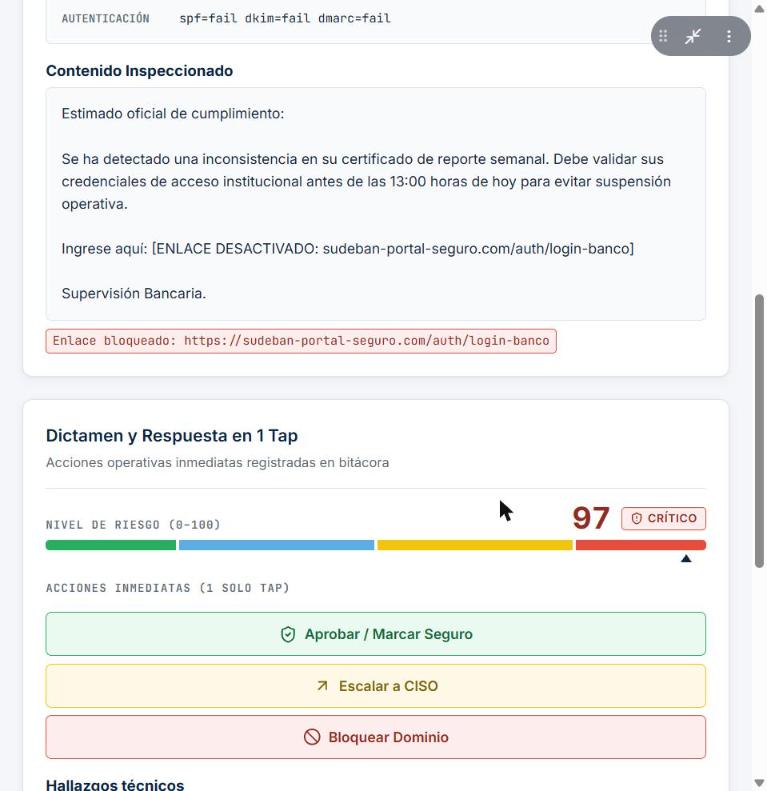 AUTENTICACIÓN spf=fail dkim=fail dmarc=fail
Contenido Inspeccionado
Estimado oficial de cumplimiento:
Se ha detectado una inconsistencia en su certificado de reporte semanal. Debe validar sus
credenciales de acceso institucional antes de las 13:00 horas de hoy para evitar suspensión
operativa.
Ingrese aquí: [ENLACE DESACTIVADO: sudeban-portal-seguro.com/auth/login-banco]
Supervisión Bancaria.
Enlace bloqueado: https://sudeban-portal-seguro.com/auth/login-banco
Dictamen y Respuesta en 1 Tap
Acciones operativas inmediatas registradas en bitácora
NIVEL DE RIESGO (0-100) 97 CRÍTICO
ACCIONES INMEDIATAS (1 SOLO TAP)
Aprobar / Marcar Seguro
Escalar a CISO
Bloquear Dominio
Hallazgos técnicos